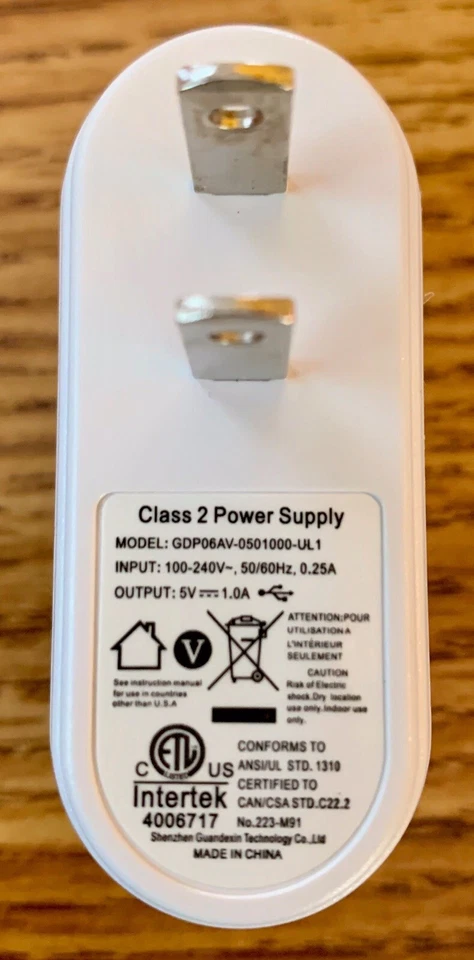 Class 2 Power Supply
MODEL: GDP06AV-0501000-UL1
INPUT: 100-240V~, 50/60Hz, 0.25A
OUTPUT: 5V⎓1.0A
V
See instruction manual
for use in countries
other than U.S.A
ATTENTION:POUR
UTILISATION A
L'INTÉRIEUR
SEULEMENT
CAUTION
Risk of Electric
shock.Dry location
use only.Indoor use
only.
ETL
LISTED
C US
Intertek
4006717
CONFORMS TO
ANSI/UL STD. 1310
CERTIFIED TO
CAN/CSA STD.C22.2
No.223-M91
Shenzhen Guandexin Technology Co.,Ltd
MADE IN CHINA